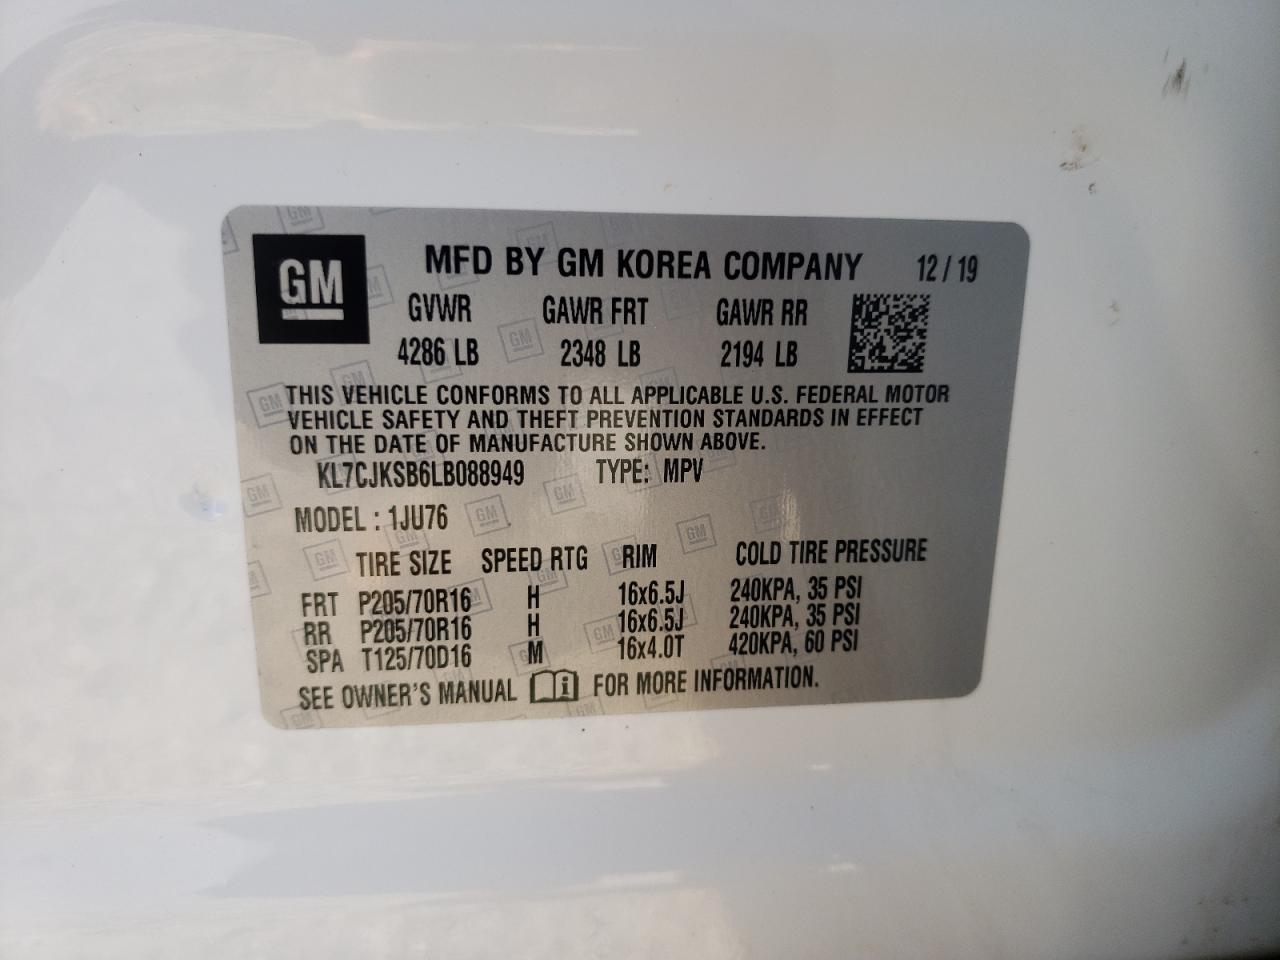 GM
MFD BY GM KOREA COMPANY 12/19
GVWR GAWR FRT GAWR RR
4286 LB 2348 LB 2194 LB
THIS VEHICLE CONFORMS TO ALL APPLICABLE U.S. FEDERAL MOTOR
VEHICLE SAFETY AND THEFT PREVENTION STANDARDS IN EFFECT
ON THE DATE OF MANUFACTURE SHOWN ABOVE.
KL7CJKSB6LB088949 TYPE: MPV
MODEL : 1JU76
TIRE SIZE SPEED RTG RIM COLD TIRE PRESSURE
FRT P205/70R16 H 16x6.5J 240KPA, 35 PSI
RR P205/70R16 H 16x6.5J 240KPA, 35 PSI
SPA T125/70D16 M 16x4.0T 420KPA, 60 PSI
SEE OWNER'S MANUAL i FOR MORE INFORMATION.